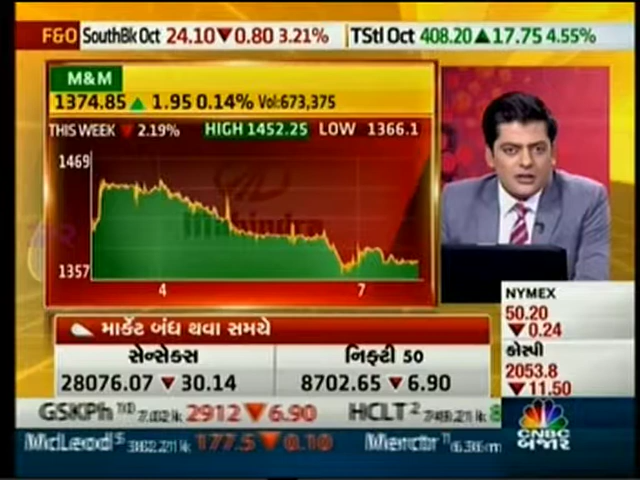 F&O SouthBk Oct 24.10▼0.80 3.21% TStl Oct 408.20▲17.75 4.55%
M&M
1374.85 ▲ 1.95 0.14% Vol:673,375
THIS WEEK ▼ 2.19% HIGH 1452.25 LOW 1366.1
1469
Mahindra
1357
4 7
માર્કેટ બંધ થવા સમયે
સેન્સેક્સ નિફ્ટી 50
28076.07 ▼ 30.14 8702.65 ▼ 6.90
NYMEX
50.20
▼0.24
કોસ્પી
2053.8
▼11.50
GSKPh 2912▼6.90 HCLT
McLeod 177.5▼0.10
CNBC
બજાર